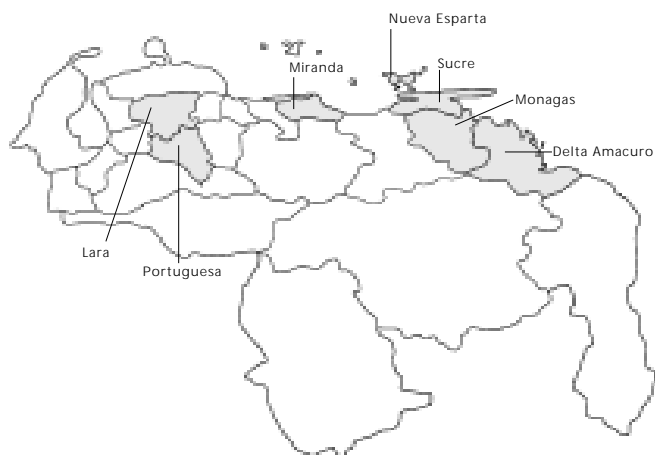 Nueva Esparta
Sucre
Miranda
Monagas
Delta Amacuro
Lara
Portuguesa